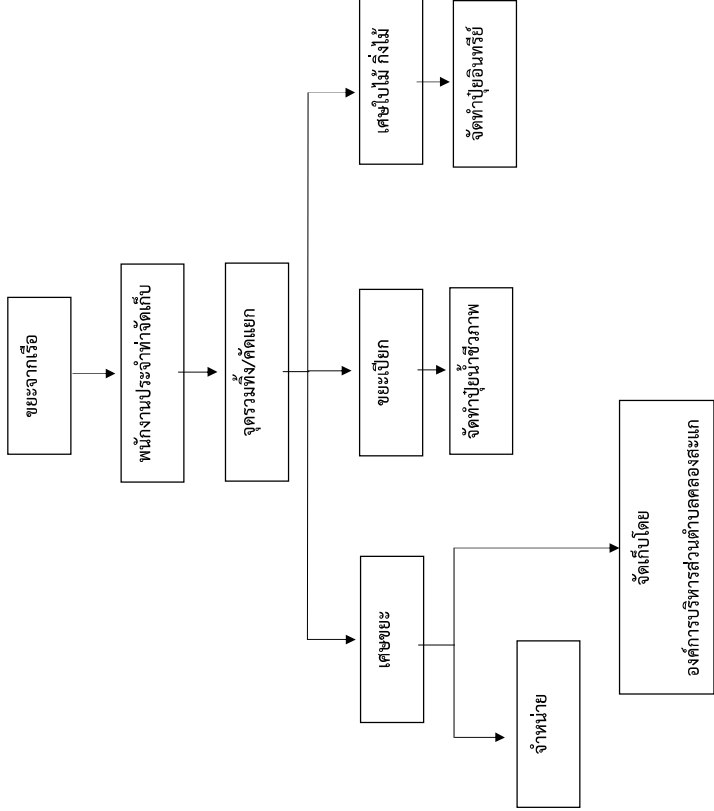 ขยะจากเรือ
พนักงานประจำท่าจัดเก็บ
จุดรวมทิ้ง/คัดแยก
เศษขยะ
ขยะเปียก
เศษใบไม้ กิ่งไม้
จำหน่าย
จัดเก็บโดย
องค์การบริหารส่วนตำบลคลองสะแก
จัดทำปุ๋ยน้ำชีวภาพ
จัดทำปุ๋ยอินทรีย์